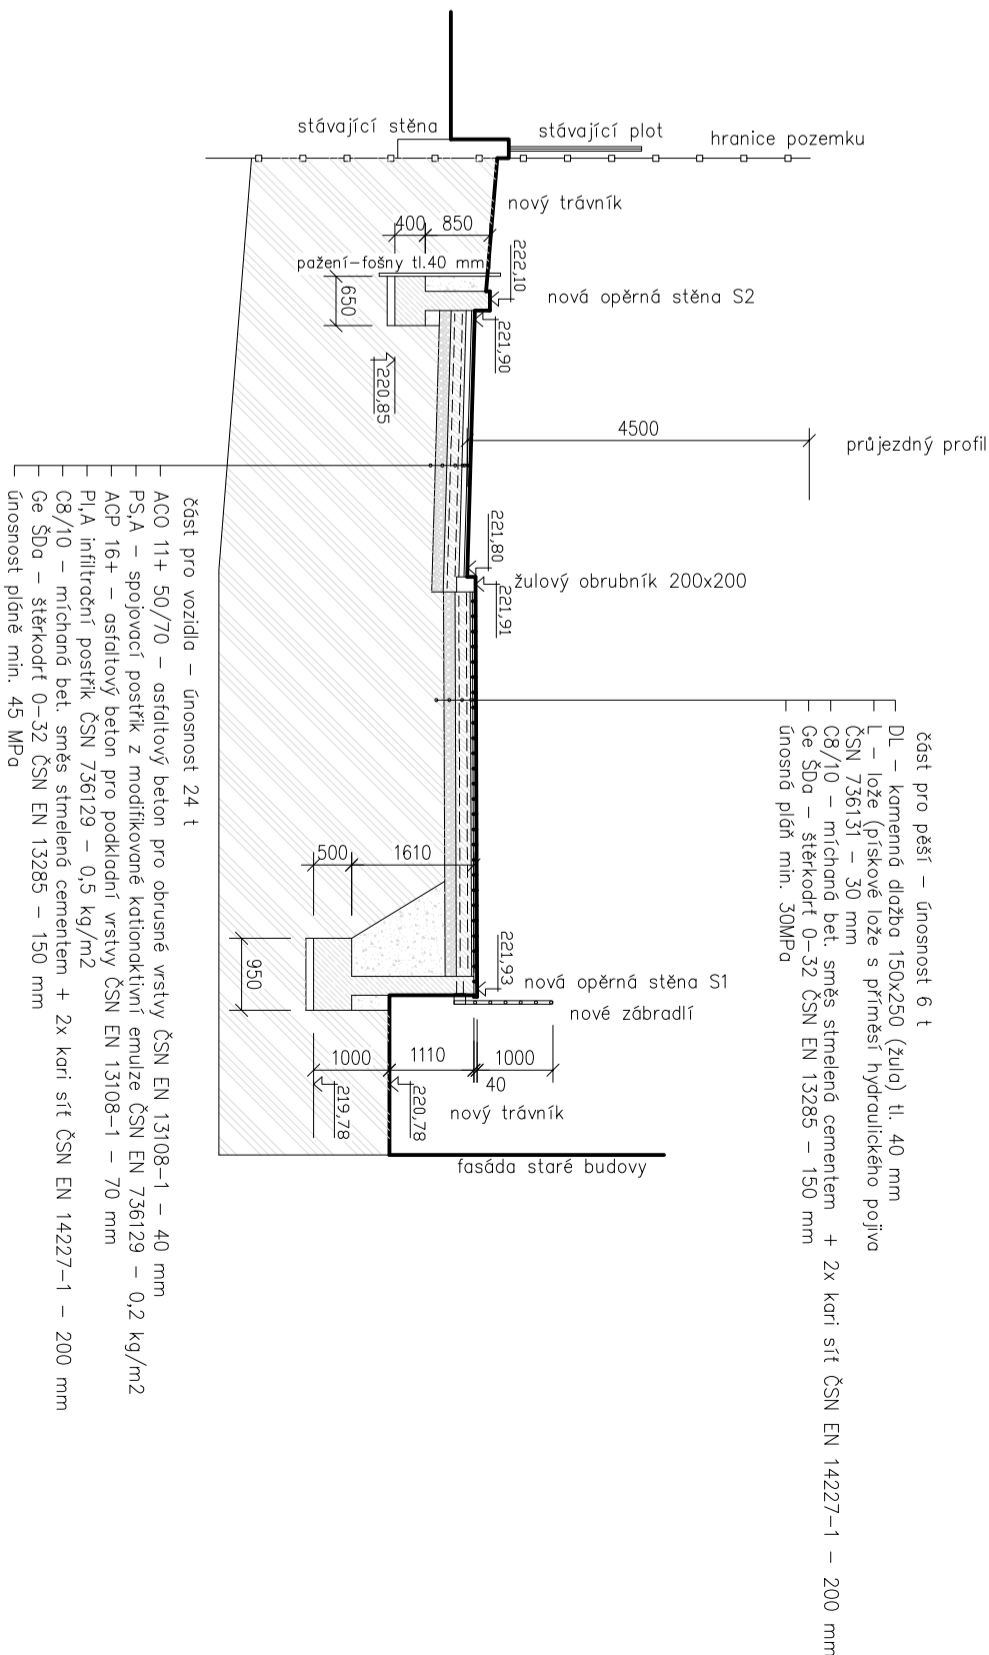 stávající stěna
stávající plot
hranice pozemku
nový trávník
400
850
pažení-fošny tl.40 mm
222,10
650
nová opěrná stěna S2
221,90
220,85
4500
průjezdný profil
221,80
žulový obrubník 200x200
221,91
část pro vozidla - únosnost 24 t
ACO 11+ 50/70 - asfaltový beton pro obrusné vrstvy ČSN EN 13108-1 - 40 mm
PS,A - spojovací postřik z modifikované kationaktivní emulze ČSN EN 736129 - 0,2 kg/m2
ACP 16+ - asfaltový beton pro podkladní vrstvy ČSN EN 13108-1 - 70 mm
PI,A infiltrační postřik ČSN 736129 - 0,5 kg/m2
C8/10 - míchaná bet. směs stmelená cementem + 2x kari síť ČSN EN 14227-1 - 200 mm
Ge ŠDa - štěrkodrť 0-32 ČSN EN 13285 - 150 mm
únosnost pláně min. 45 MPa
část pro pěší - únosnost 6 t
DL - kamenná dlažba 150x250 (žula) tl. 40 mm
L - lože (pískové lože s příměsí hydraulického pojiva
ČSN 736131 - 30 mm
C8/10 - míchaná bet. směs stmelená cementem + 2x kari síť ČSN EN 14227-1 - 200 mm
Ge ŠDa - štěrkodrť 0-32 ČSN EN 13285 - 150 mm
únosná pláň min. 30MPa
500
1610
950
221,93
nová opěrná stěna S1
nové zábradlí
1000
1110
1000
40
219,78
220,78
nový trávník
fasáda staré budovy